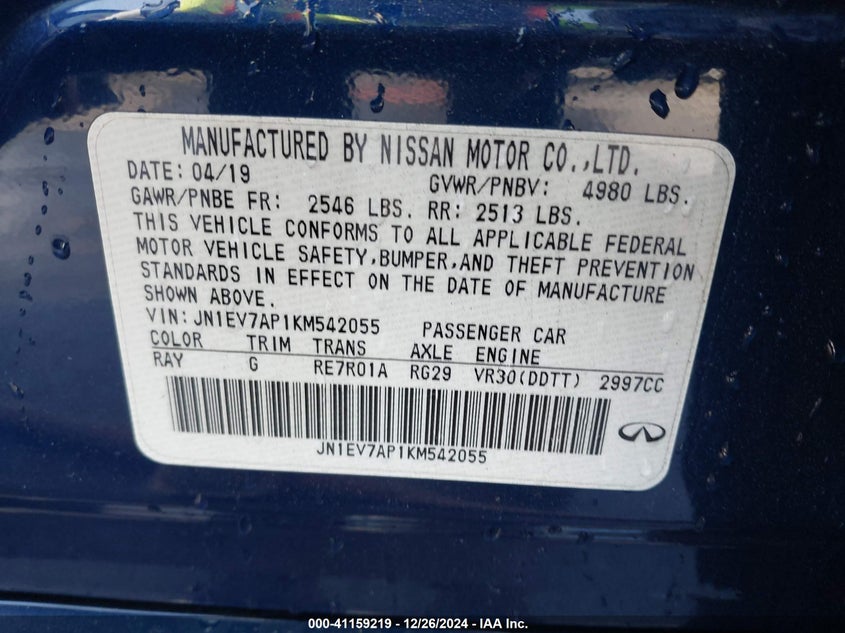 MANUFACTURED BY NISSAN MOTOR CO.,LTD.
DATE: 04/19 GVWR/PNBV: 4980 LBS.
GAWR/PNBE FR: 2546 LBS. RR: 2513 LBS.
THIS VEHICLE CONFORMS TO ALL APPLICABLE FEDERAL
MOTOR VEHICLE SAFETY,BUMPER,AND THEFT PREVENTION
STANDARDS IN EFFECT ON THE DATE OF MANUFACTURE
SHOWN ABOVE.
VIN: JN1EV7AP1KM542055 PASSENGER CAR
COLOR TRIM TRANS AXLE ENGINE
RAY G RE7R01A RG29 VR30(DDTT) 2997CC
JN1EV7AP1KM542055
000-41159219 - 12/26/2024 - IAA Inc.